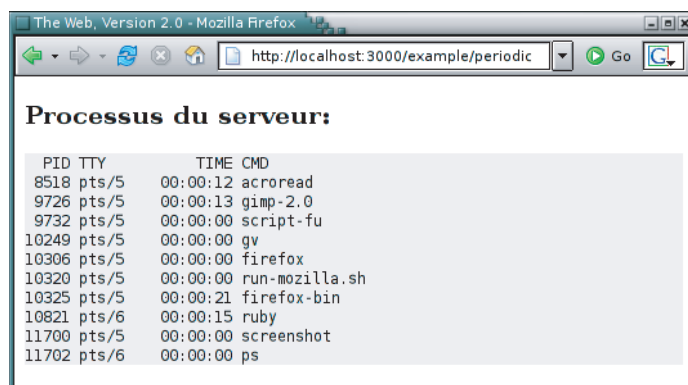 The Web, Version 2.0 - Mozilla Firefox
http://localhost:3000/example/periodic Go G
Processus du serveur:
PID TTY TIME CMD
8518 pts/5 00:00:12 acroread
9726 pts/5 00:00:13 gimp-2.0
9732 pts/5 00:00:00 script-fu
10249 pts/5 00:00:00 gv
10306 pts/5 00:00:00 firefox
10320 pts/5 00:00:00 run-mozilla.sh
10325 pts/5 00:00:21 firefox-bin
10821 pts/6 00:00:15 ruby
11700 pts/5 00:00:00 screenshot
11702 pts/6 00:00:00 ps